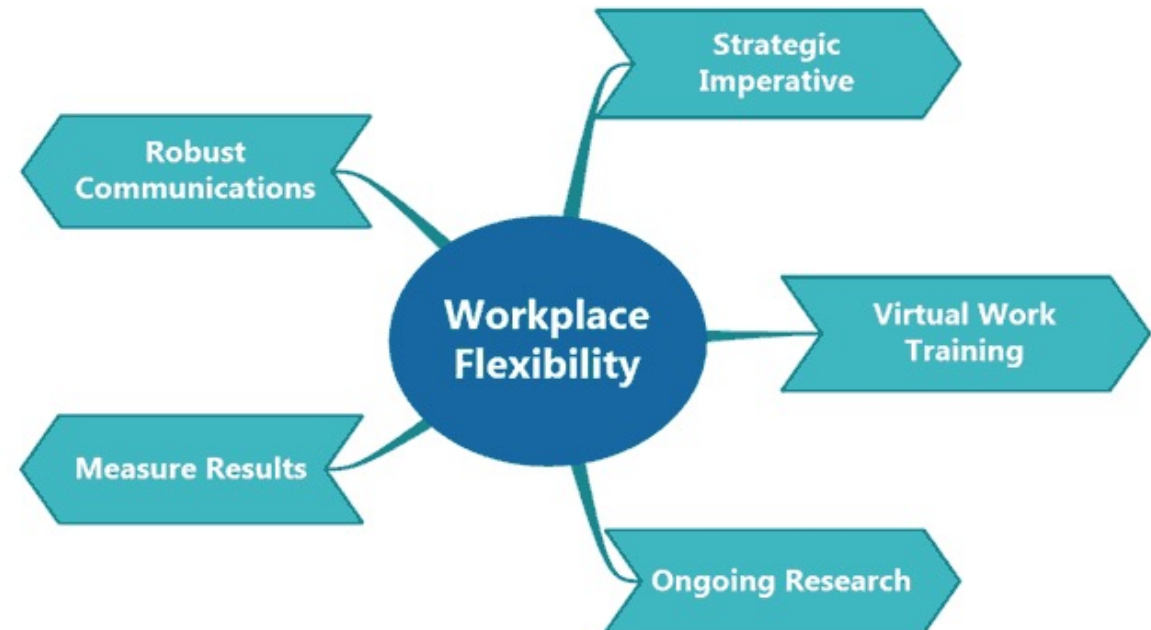 Strategic
Imperative
Robust
Communications
Workplace
Flexibility
Virtual Work
Training
Measure Results
Ongoing Research